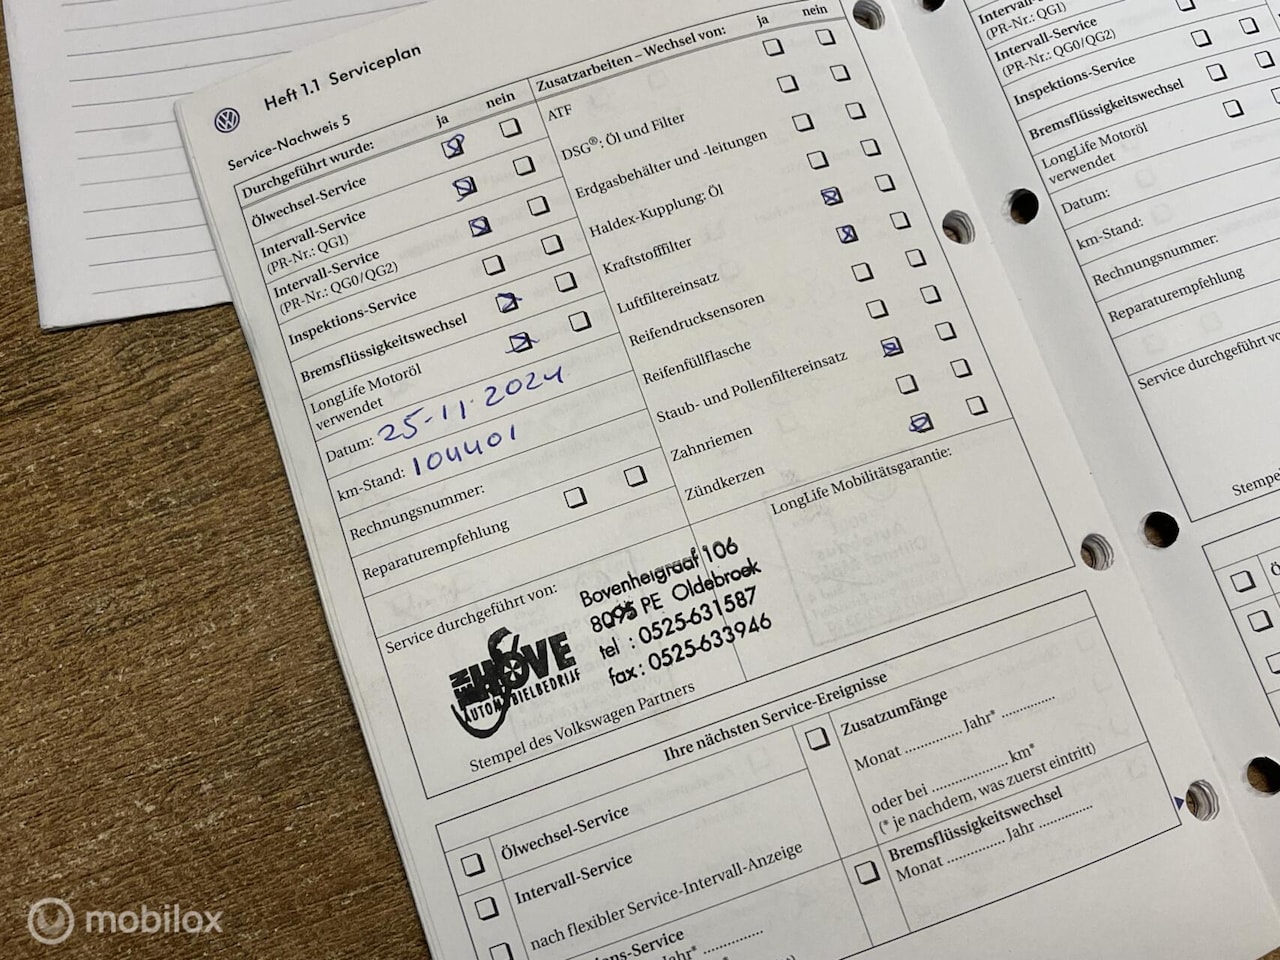 Heft 1.1 Serviceplan
Service-Nachweis 5
Durchgeführt wurde: ja nein
Ölwechsel-Service
Intervall-Service
(PR-Nr.: QG1)
Intervall-Service
(PR-Nr.: QG0/QG2)
Inspektions-Service
Bremsflüssigkeitswechsel
LongLife Motoröl
verwendet
Datum: 25-11-2024
km-Stand: 104401
Rechnungsnummer:
Reparaturempfehlung
Zusatzarbeiten – Wechsel von: ja nein
ATF
DSG®: Öl und Filter
Erdgasbehälter und -leitungen
Haldex-Kupplung: Öl
Kraftstofffilter
Luftfiltereinsatz
Reifendrucksensoren
Reifenfüllflasche
Staub- und Pollenfiltereinsatz
Zahnriemen
Zündkerzen
LongLife Mobilitätsgarantie:
Service durchgeführt von:
TEN HOVE
AUTOMOBIELBEDRIJF
Bovenheigraaf 106
8095 PE Oldebroek
tel : 0525-631587
fax : 0525-633946
Stempel des Volkswagen Partners
Ihre nächsten Service-Ereignisse
Ölwechsel-Service
Intervall-Service
nach flexibler Service-Intervall-Anzeige
ns-Service
Jahr*
Zusatzumfänge
Monat .............. Jahr* ..............
oder bei .................... km*
(* je nachdem, was zuerst eintritt)
Bremsflüssigkeitswechsel
Monat .............. Jahr ..............
Intervall-Service
(PR-Nr.: QG1)
Intervall-Service
(PR-Nr.: QG0/QG2)
Inspektions-Service
Bremsflüssigkeitswechsel
LongLife Motoröl
verwendet
Datum:
km-Stand:
Rechnungsnummer:
Reparaturempfehlung
Service durchgeführt vo
Stempel
mobilox